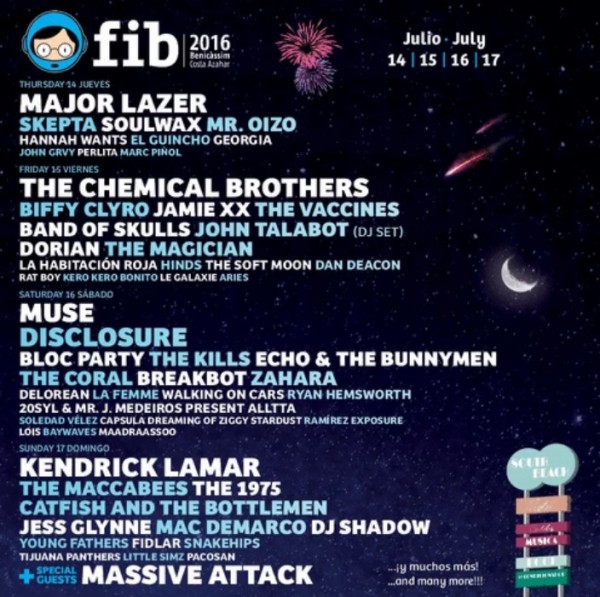 fib 2016
Benicàssim
Costa Azahar
Julio · July
14 | 15 | 16 | 17
THURSDAY 14 JUEVES
MAJOR LAZER
SKEPTA SOULWAX MR. OIZO
HANNAH WANTS EL GUINCHO GEORGIA
JOHN GRVY PERLITA MARC PIÑOL
FRIDAY 15 VIERNES
THE CHEMICAL BROTHERS
BIFFY CLYRO JAMIE XX THE VACCINES
BAND OF SKULLS JOHN TALABOT (DJ SET)
DORIAN THE MAGICIAN
LA HABITACIÓN ROJA HINDS THE SOFT MOON DAN DEACON
RAT BOY KERO KERO BONITO LE GALAXIE ARIES
SATURDAY 16 SÁBADO
MUSE
DISCLOSURE
BLOC PARTY THE KILLS ECHO & THE BUNNYMEN
THE CORAL BREAKBOT ZAHARA
DELOREAN LA FEMME WALKING ON CARS RYAN HEMSWORTH
20SYL & MR. J. MEDEIROS PRESENT ALLTTA
SOLEDAD VÉLEZ CAPSULA DREAMING OF ZIGGY STARDUST RAMÍREZ EXPOSURE
LOIS BAYWAVES MAADRAASSOO
SUNDAY 17 DOMINGO
KENDRICK LAMAR
THE MACCABEES THE 1975
CATFISH AND THE BOTTLEMEN
JESS GLYNNE MAC DEMARCO DJ SHADOW
YOUNG FATHERS FIDLAR SNAKEHIPS
TIJUANA PANTHERS LITTLE SIMZ PACOSAN
+ SPECIAL GUESTS MASSIVE ATTACK
...¡y muchos más!
...and many more!!!
SOUTH
BEACH
MUSICA
ROCK